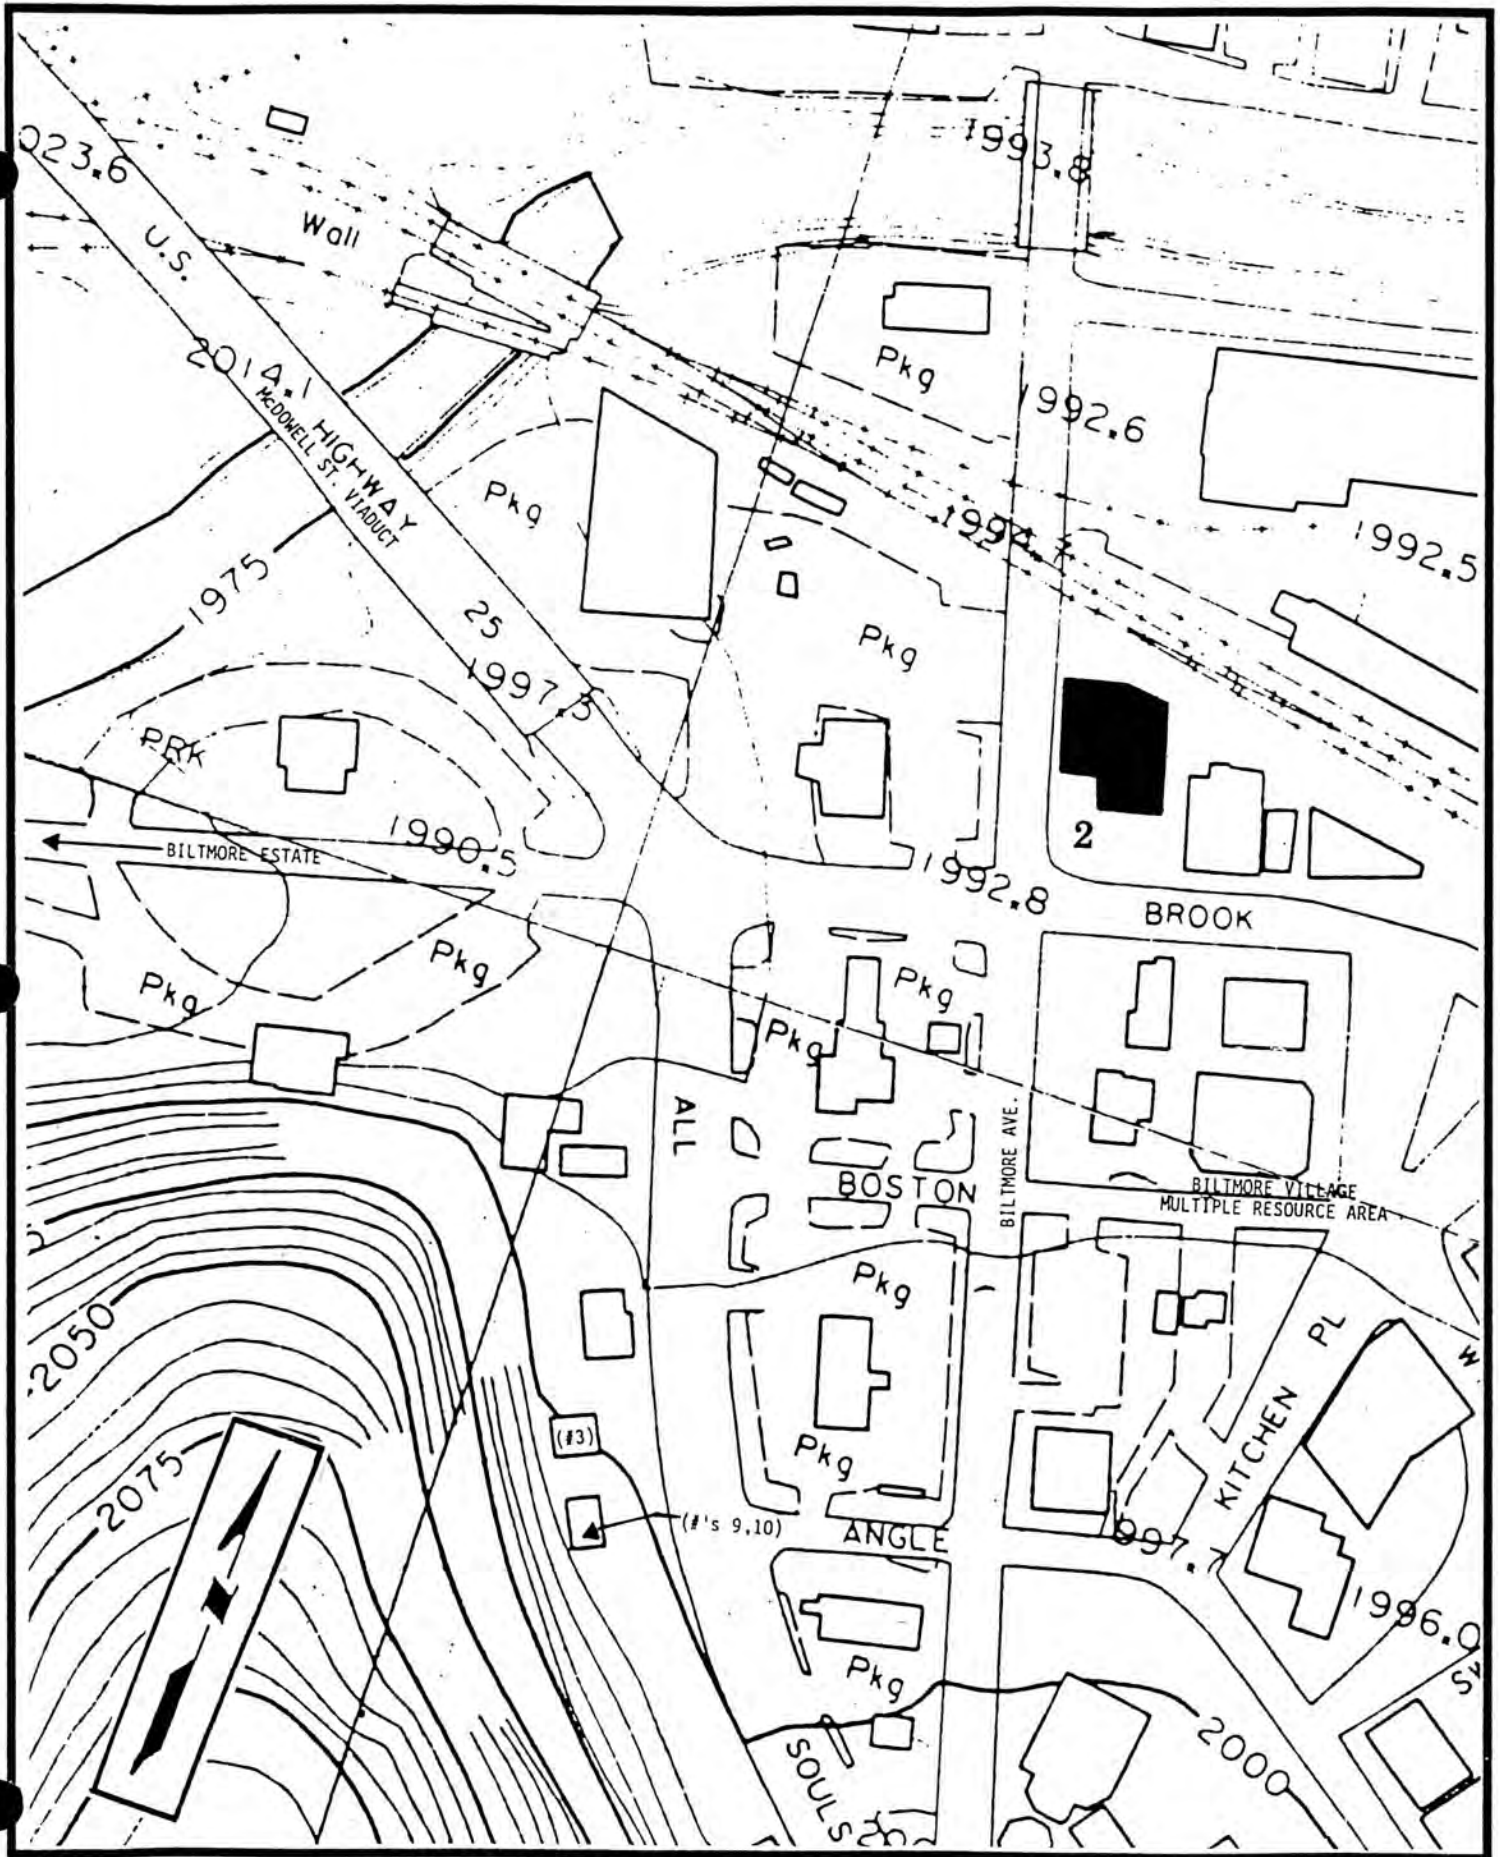 1993.8
023.6
U.S.
Wall
2014.1
HIGHWAY
McDOWELL ST. VIADUCT
Pkg
1992.6
Pkg
1992.5
1975
25
1997.3
Pkg
PRK
1990.5
BILTMORE ESTATE
2
1992.8
BROOK
Pkg
Pkg
Pkg
Pkg
ALL
BOSTON
BILTMORE AVE.
BILTMORE VILLAGE
MULTIPLE RESOURCE AREA
Pkg
2050
KITCHEN PL
(#3)
Pkg
2075
(#'s 9,10)
ANGLE
997.7
1996.0
Pkg
2000
SOULS